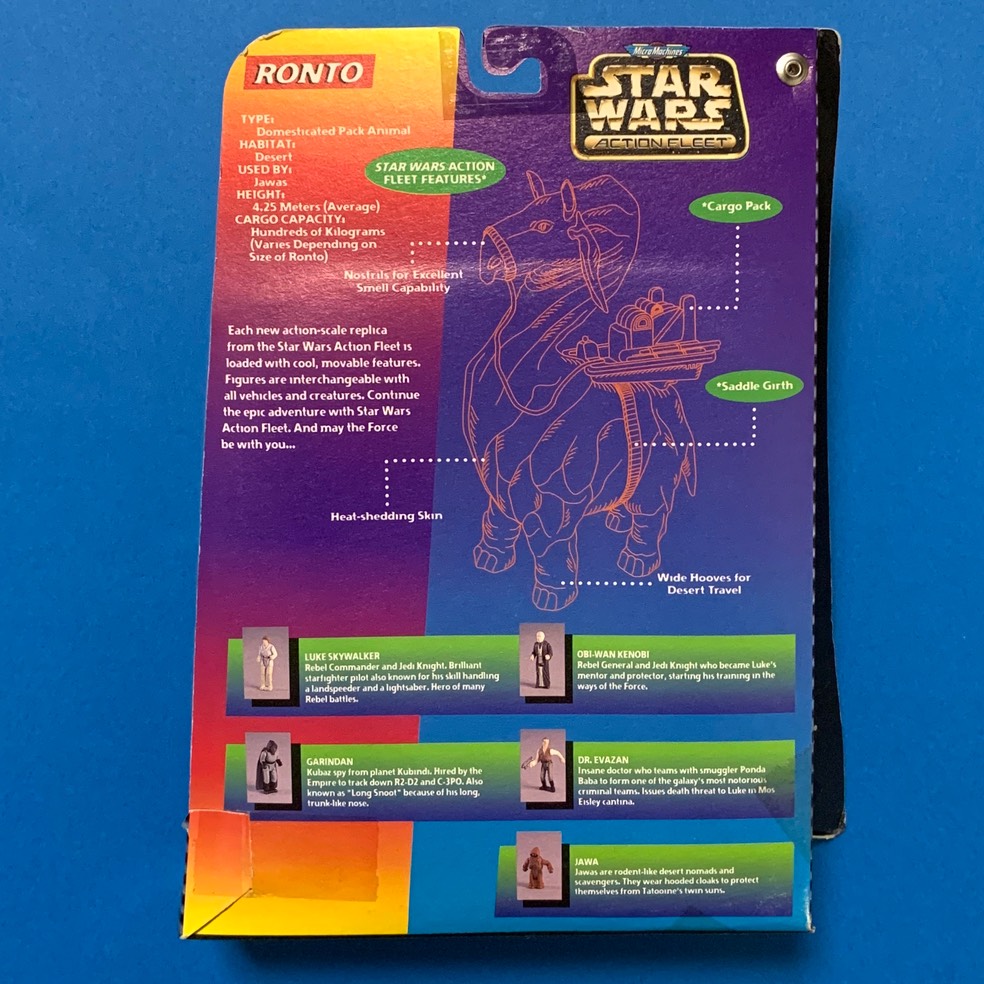 RONTO
TYPE:
Domesticated Pack Animal
HABITAT:
Desert
USED BY:
Jawas
HEIGHT:
4.25 Meters (Average)
CARGO CAPACITY:
Hundreds of Kilograms
(Varies Depending on
Size of Ronto)
MicroMachines
STAR
WARS
ACTION FLEET
STAR WARS ACTION
FLEET FEATURES*
*Cargo Pack
Nostrils for Excellent
Smell Capability
Each new action-scale replica
from the Star Wars Action Fleet is
loaded with cool, movable features.
Figures are interchangeable with
all vehicles and creatures. Continue
the epic adventure with Star Wars
Action Fleet. And may the Force
be with you...
*Saddle Girth
Heat-shedding Skin
Wide Hooves for
Desert Travel
LUKE SKYWALKER
Rebel Commander and Jedi Knight. Brilliant
starfighter pilot also known for his skill handling
a landspeeder and a lightsaber. Hero of many
Rebel battles.
OBI-WAN KENOBI
Rebel General and Jedi Knight who became Luke's
mentor and protector, starting his training in the
ways of the Force.
GARINDAN
Kubaz spy from planet Kubindi. Hired by the
Empire to track down R2-D2 and C-3PO. Also
known as "Long Snoot" because of his long,
trunk-like nose.
DR. EVAZAN
Insane doctor who teams with smuggler Ponda
Baba to form one of the galaxy's most notorious
criminal teams. Issues death threat to Luke in Mos
Eisley cantina.
JAWA
Jawas are rodent-like desert nomads and
scavengers. They wear hooded cloaks to protect
themselves from Tatooine's twin suns.